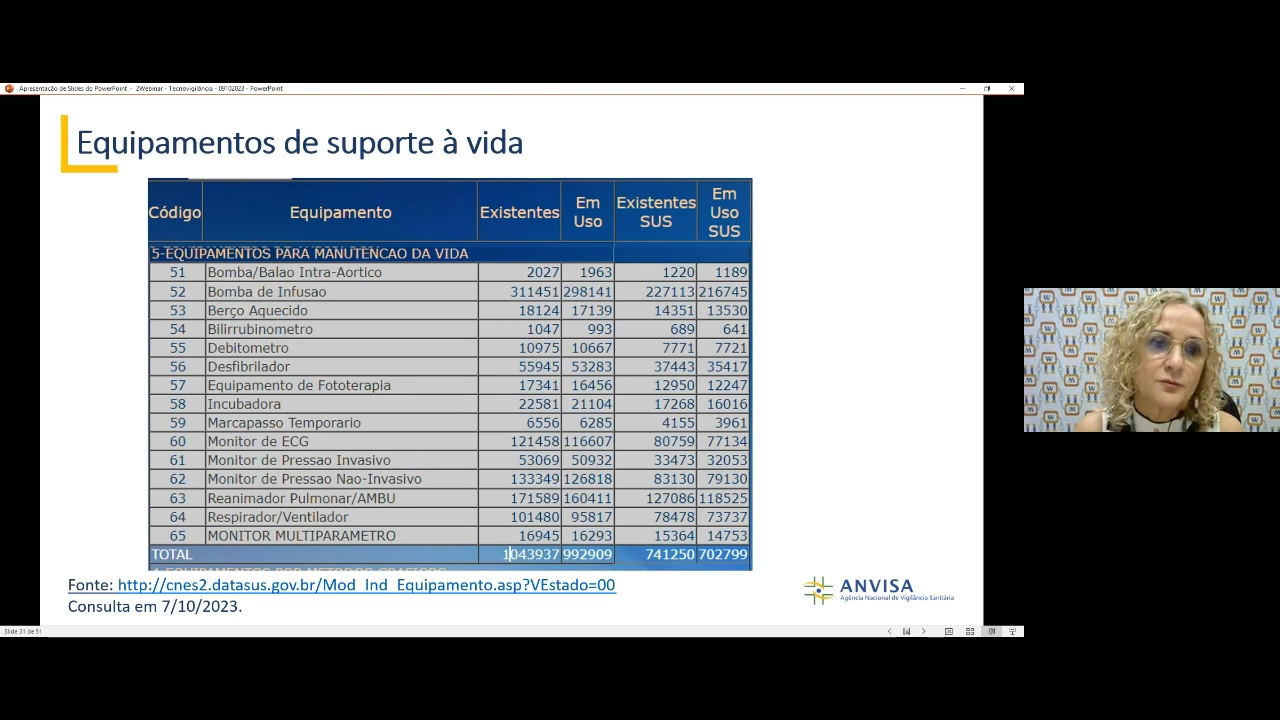 Apresentação de Slides do PowerPoint - 2Webinar - Tecnovigilância - 09102023 - PowerPoint
Equipamentos de suporte à vida
Código Equipamento Existentes Em Uso Existentes SUS Em Uso SUS
5-EQUIPAMENTOS PARA MANUTENCAO DA VIDA
51 Bomba/Balao Intra-Aortico 2027 1963 1220 1189
52 Bomba de Infusao 311451 298141 227113 216745
53 Berço Aquecido 18124 17139 14351 13530
54 Bilirrubinometro 1047 993 689 641
55 Debitometro 10975 10667 7771 7721
56 Desfibrilador 55945 53283 37443 35417
57 Equipamento de Fototerapia 17341 16456 12950 12247
58 Incubadora 22581 21104 17268 16016
59 Marcapasso Temporario 6556 6285 4155 3961
60 Monitor de ECG 121458 116607 80759 77134
61 Monitor de Pressao Invasivo 53069 50932 33473 32053
62 Monitor de Pressao Nao-Invasivo 133349 126818 83130 79130
63 Reanimador Pulmonar/AMBU 171589 160411 127086 118525
64 Respirador/Ventilador 101480 95817 78478 73737
65 MONITOR MULTIPARAMETRO 16945 16293 15364 14753
TOTAL 1043937 992909 741250 702799
Fonte: http://cnes2.datasus.gov.br/Mod_Ind_Equipamento.asp?VEstado=00
Consulta em 7/10/2023.
ANVISA
Agência Nacional de Vigilância Sanitária
Slide 31 de 51